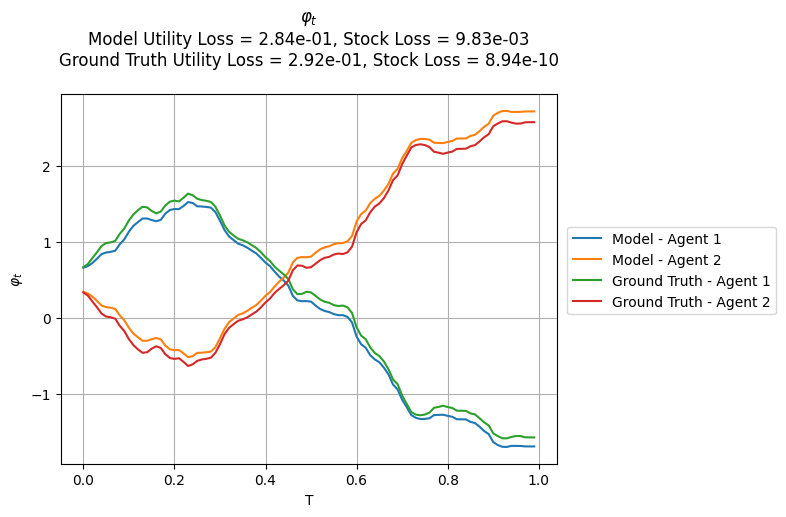 φt
Model Utility Loss = 2.84e-01, Stock Loss = 9.83e-03
Ground Truth Utility Loss = 2.92e-01, Stock Loss = 8.94e-10
φt
2
1
0
−1
0.0 0.2 0.4 0.6 0.8 1.0
T
Model - Agent 1
Model - Agent 2
Ground Truth - Agent 1
Ground Truth - Agent 2